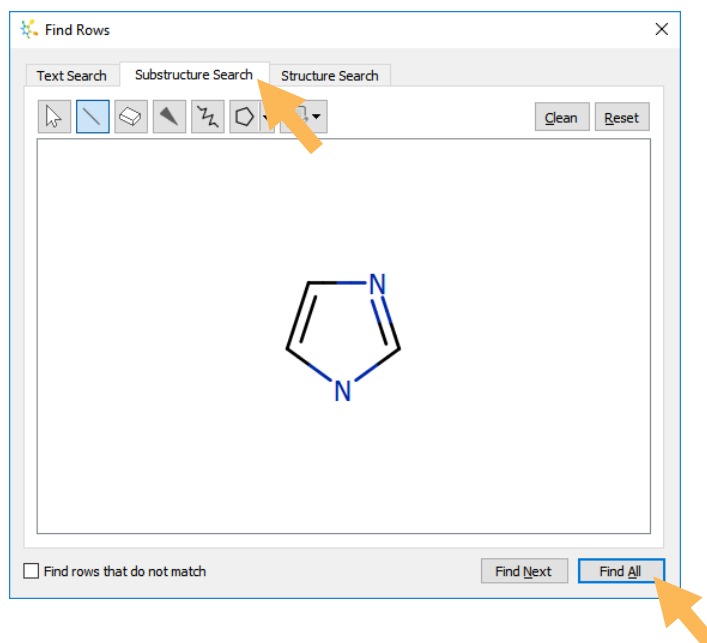 Find Rows
Text Search Substructure Search Structure Search
Clean Reset
N
N
Find rows that do not match Find Next Find All